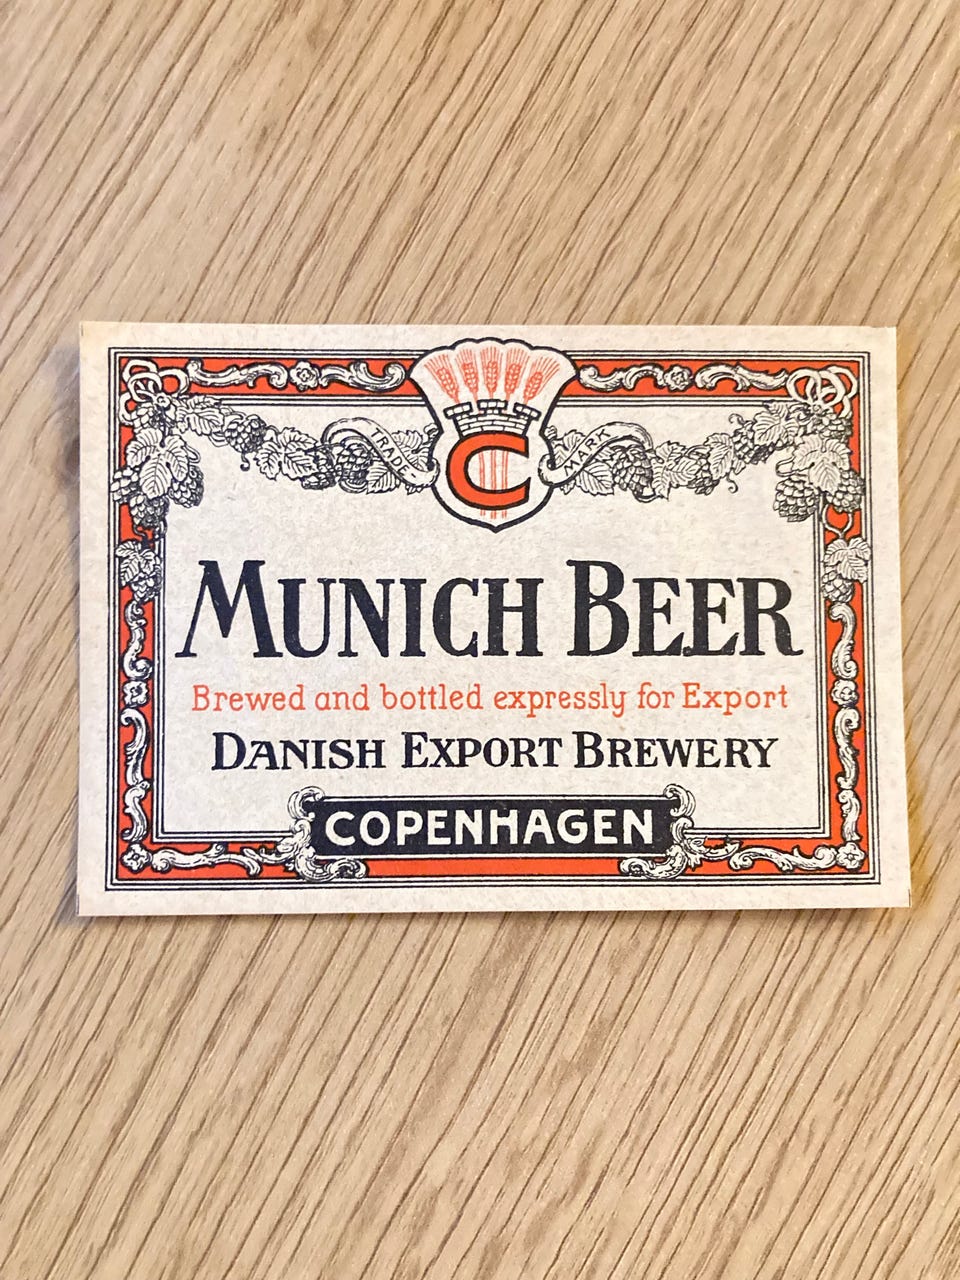 TRADE MARK
C
MUNICH BEER
Brewed and bottled expressly for Export
DANISH EXPORT BREWERY
COPENHAGEN